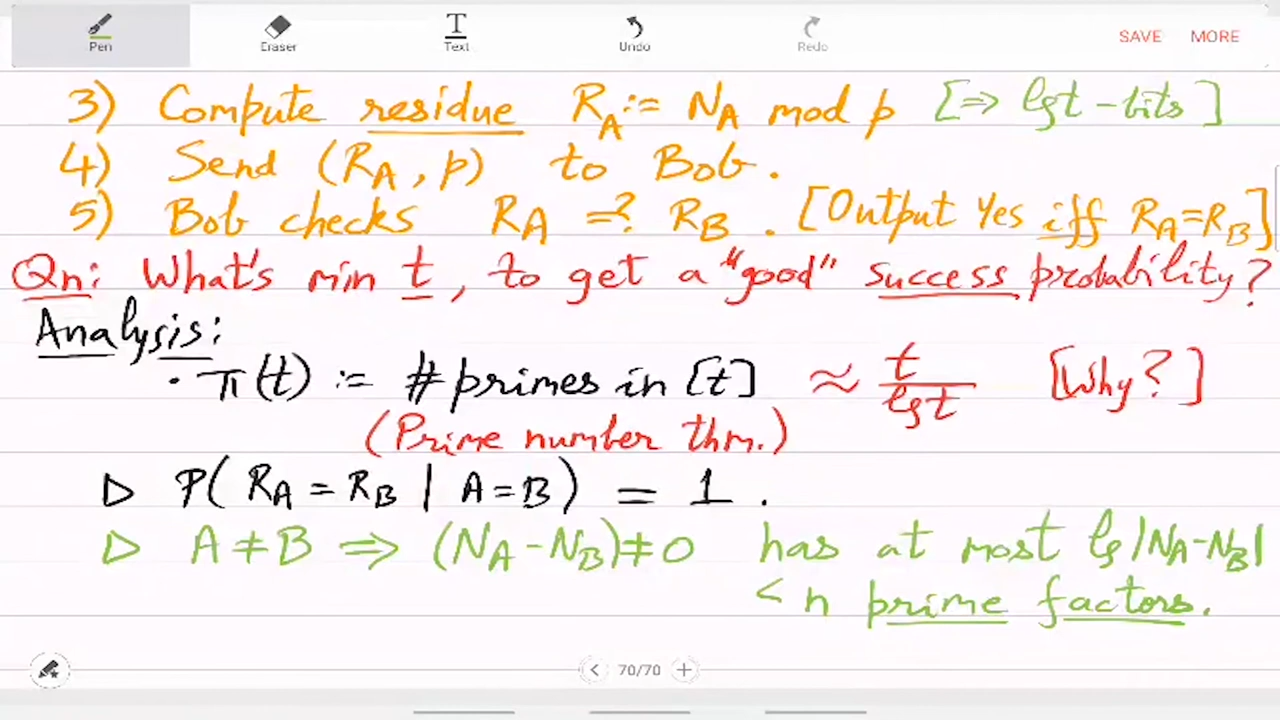 Pen Eraser Text Undo Redo SAVE MORE
3) Compute residue R_A := N_A mod p [⇒ lgt-bits]
4) Send (R_A, p) to Bob.
5) Bob checks R_A =? R_B. [Output Yes iff R_A=R_B]
Qn: What's min t, to get a "good" success probability?
Analysis:
· π(t) := # primes in [t] ≈ t/lgt [Why?]
(Prime number thm.)
▷ P(R_A = R_B | A=B) = 1.
▷ A≠B ⇒ (N_A-N_B)≠0 has at most lg|N_A-N_B|
< n prime factors.
70/70